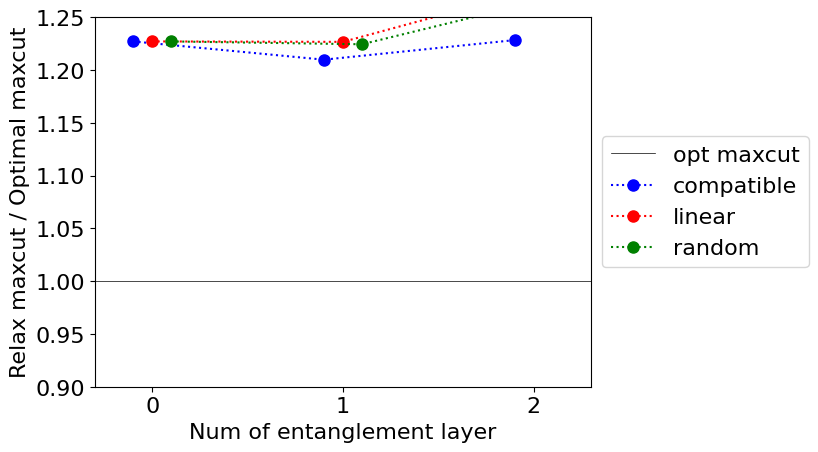 Relax maxcut / Optimal maxcut
1.25
1.20
1.15
1.10
1.05
1.00
0.95
0.90
0
1
2
Num of entanglement layer
opt maxcut
compatible
linear
random